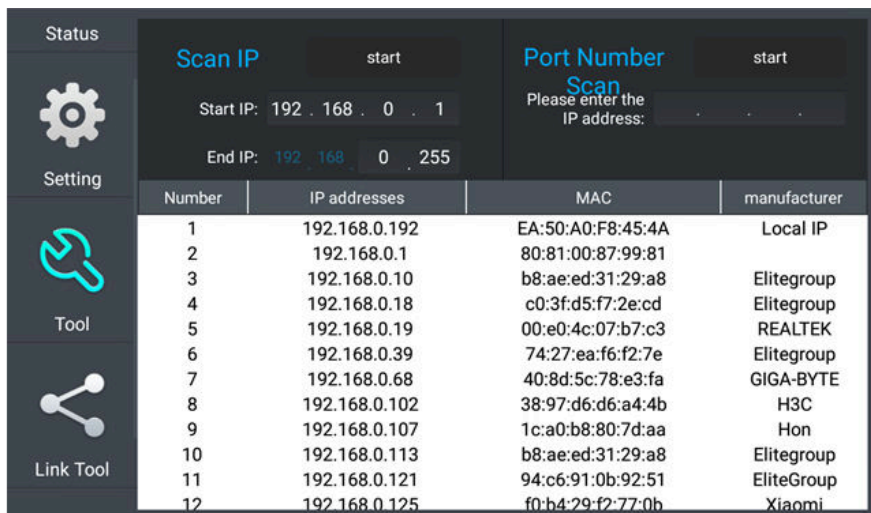 Status
Setting
Tool
Link Tool
Scan IP start
Start IP: 192 . 168 . 0 . 1
End IP: 192 . 168 . 0 . 255
Port Number Scan start
Please enter the IP address: . . .
Number IP addresses MAC manufacturer
1 192.168.0.192 EA:50:A0:F8:45:4A Local IP
2 192.168.0.1 80:81:00:87:99:81
3 192.168.0.10 b8:ae:ed:31:29:a8 Elitegroup
4 192.168.0.18 c0:3f:d5:f7:2e:cd Elitegroup
5 192.168.0.19 00:e0:4c:07:b7:c3 REALTEK
6 192.168.0.39 74:27:ea:f6:f2:7e Elitegroup
7 192.168.0.68 40:8d:5c:78:e3:fa GIGA-BYTE
8 192.168.0.102 38:97:d6:d6:a4:4b H3C
9 192.168.0.107 1c:a0:b8:80:7d:aa Hon
10 192.168.0.113 b8:ae:ed:31:29:a8 Elitegroup
11 192.168.0.121 94:c6:91:0b:92:51 EliteGroup
12 192.168.0.125 f0:b4:29:f2:77:0b Xiaomi